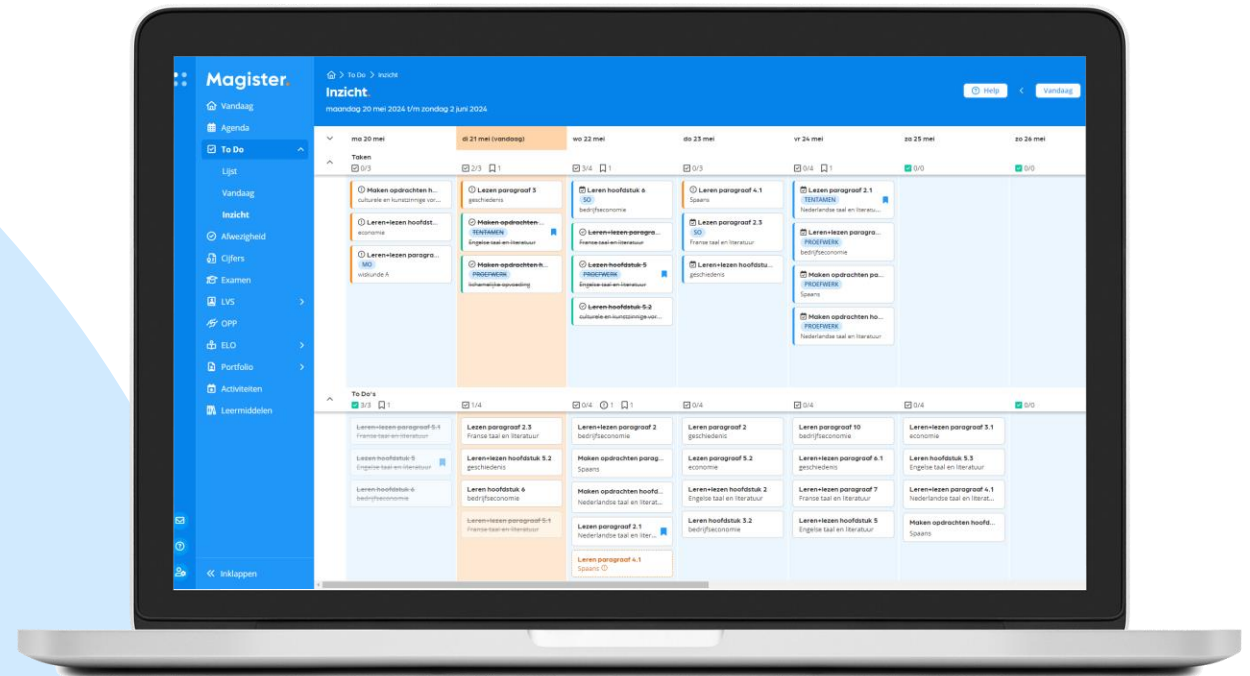 Magister.
Vandaag
Agenda
To Do
Lijst
Vandaag
Inzicht
Afwezigheid
Cijfers
Examen
LVS
OPP
ELO
Portfolio
Activiteiten
Leermiddelen
Inklappen
To Do > Inzicht
Inzicht.
maandag 20 mei 2024 t/m zondag 2 juni 2024
Help
Vandaag
ma 20 mei
di 21 mei (vandaag)
wo 22 mei
do 23 mei
vr 24 mei
za 25 mei
zo 26 mei
Taken
0/3
2/3 1
3/4 1
0/3
0/4 1
0/0
0/0
Maken opdrachten h...
culturele en kunstzinnige vor...
Leren+lezen hoofdst...
economie
Leren+lezen paragra...
MO
wiskunde A
Lezen paragraaf 3
geschiedenis
Maken opdrachten ...
TENTAMEN
Engelse taal en literatuur
Maken opdrachten h...
PROEFWERK
lichamelijke opvoeding
Leren hoofdstuk 6
SO
bedrijfseconomie
Leren+lezen paragra...
Franse taal en literatuur
Lezen hoofdstuk 5
PROEFWERK
Engelse taal en literatuur
Leren hoofdstuk 5.2
culturele en kunstzinnige vor...
Leren paragraaf 4.1
Spaans
Lezen paragraaf 2.3
SO
Franse taal en literatuur
Leren+lezen hoofdstu...
geschiedenis
Lezen paragraaf 2.1
TENTAMEN
Nederlandse taal en literatu...
Leren+lezen paragra...
PROEFWERK
bedrijfseconomie
Maken opdrachten pa...
PROEFWERK
Spaans
Maken opdrachten ho...
PROEFWERK
Nederlandse taal en literatuur
To Do's
3/3 1
1/4
0/4 1 1
0/4
0/4
0/4
0/0
Leren+lezen paragraaf 5.1
Franse taal en literatuur
Lezen hoofdstuk 5
Engelse taal en literatuur
Leren hoofdstuk 6
bedrijfseconomie
Lezen paragraaf 2.3
Franse taal en literatuur
Leren+lezen hoofdstuk 5.2
geschiedenis
Leren hoofdstuk 6
bedrijfseconomie
Leren+lezen paragraaf 5.1
Franse taal en literatuur
Leren+lezen paragraaf 2
bedrijfseconomie
Maken opdrachten parag...
Spaans
Maken opdrachten hoofd...
Nederlandse taal en literat...
Lezen paragraaf 2.1
Nederlandse taal en liter...
Leren paragraaf 4.1
Spaans
Leren paragraaf 2
geschiedenis
Lezen paragraaf 5.2
economie
Leren+lezen hoofdstuk 2
Engelse taal en literatuur
Leren hoofdstuk 3.2
bedrijfseconomie
Leren paragraaf 10
bedrijfseconomie
Leren+lezen paragraaf 6.1
geschiedenis
Leren+lezen paragraaf 7
Franse taal en literatuur
Leren+lezen hoofdstuk 5
Engelse taal en literatuur
Leren+lezen paragraaf 3.1
economie
Leren hoofdstuk 5.3
Engelse taal en literatuur
Leren+lezen paragraaf 4.1
Nederlandse taal en literat...
Maken opdrachten hoofd...
Spaans